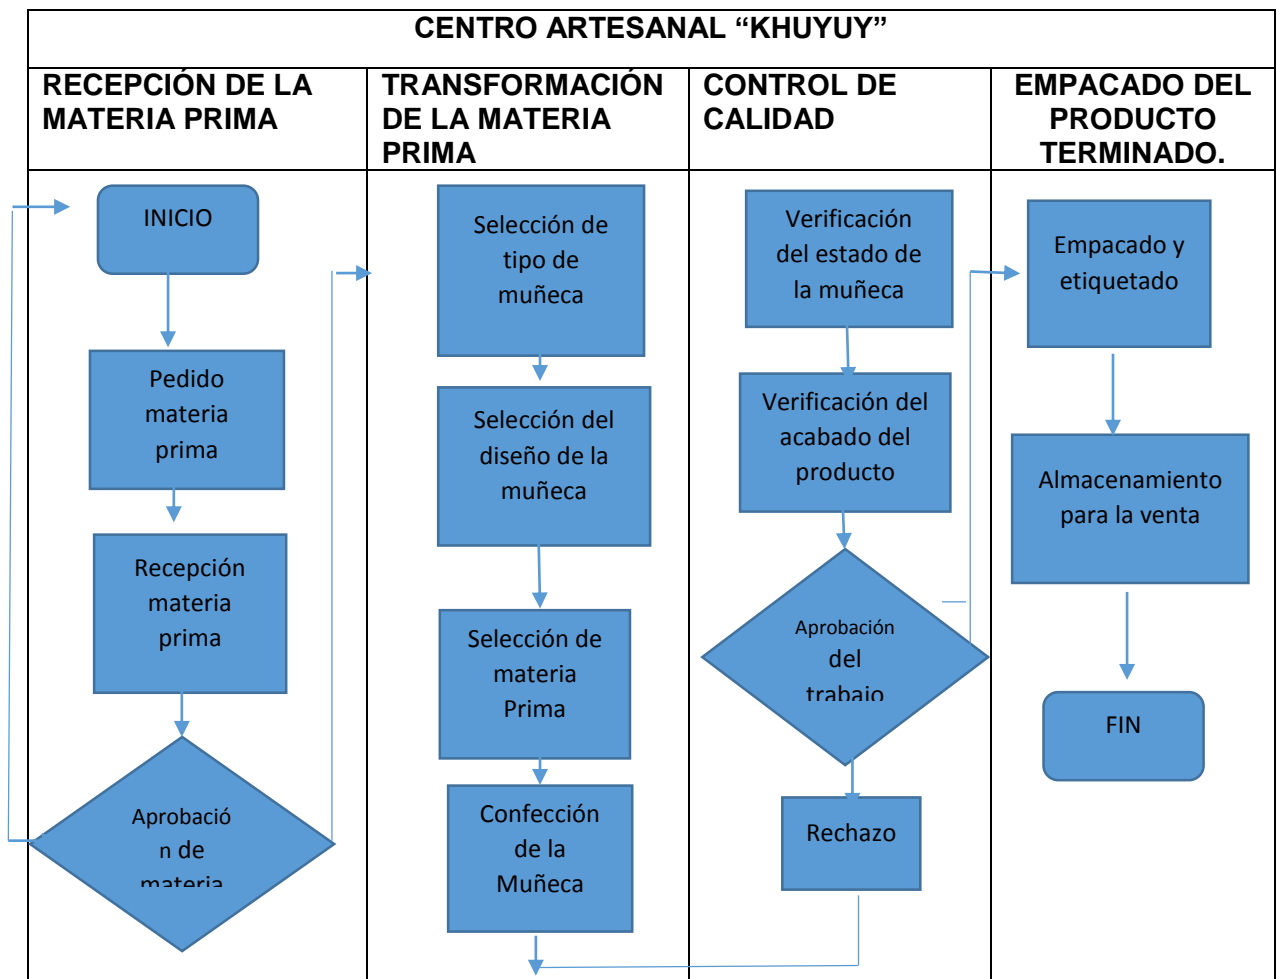 CENTRO ARTESANAL “KHUYUY”
RECEPCIÓN DE LA
MATERIA PRIMA
TRANSFORMACIÓN
DE LA MATERIA
PRIMA
CONTROL DE
CALIDAD
EMPACADO DEL
PRODUCTO
TERMINADO.
INICIO
Pedido
materia
prima
Recepción
materia
prima
Aprobació
n de
materia
Selección de
tipo de
muñeca
Selección del
diseño de la
muñeca
Selección de
materia
Prima
Confección
de la
Muñeca
Verificación
del estado de
la muñeca
Verificación del
acabado del
producto
Aprobación
del
trabajo
Rechazo
Empacado y
etiquetado
Almacenamiento
para la venta
FIN